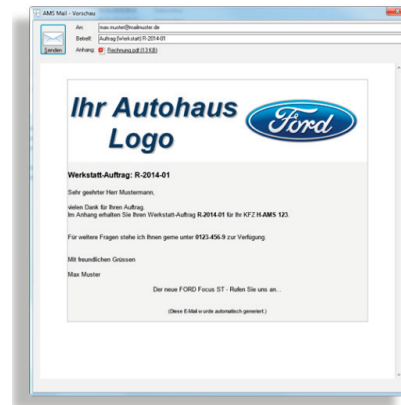 AMS Mail - Vorschau
An: max.muster@mailmuster.de
Betreff: Auftrag (Werkstatt) R-2014-01
Senden Anhang: Rechnung.pdf (13 KB)
Ihr Autohaus
Logo
Ford
Werkstatt-Auftrag: R-2014-01
Sehr geehrter Herr Mustermann,
vielen Dank für Ihren Auftrag.
Im Anhang erhalten Sie Ihren Werkstatt-Auftrag R-2014-01 für Ihr KFZ H-AMS 123.
Für weitere Fragen stehe ich Ihnen gerne unter 0123-456-9 zur Verfügung.
Mit freundlichen Grüssen
Max Muster
Der neue FORD Focus ST - Rufen Sie uns an...
(Diese E-Mail wurde automatisch generiert.)